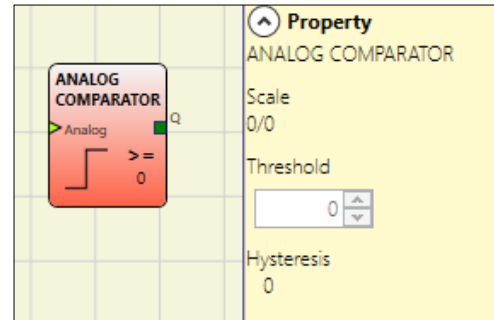 ANALOG
COMPARATOR
Analog
Q
>=
0
Property
ANALOG COMPARATOR
Scale
0/0
Threshold
0
Hysteresis
0